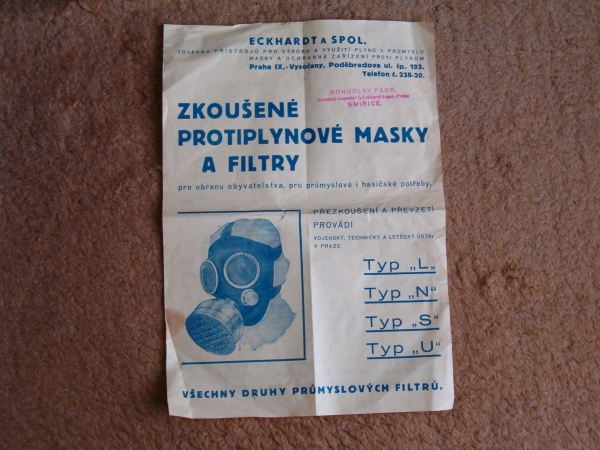 ECKHARDT A SPOL.
TOVÁRNA PŘÍSTROJŮ PRO VÝROBU A VYUŽITÍ PLYNŮ V PRŮMYSLU
MASKY A OCHRANNÁ ZAŘÍZENÍ PROTI PLYNŮM
Praha IX.-Vysočany, Poděbradova ul. čp. 193.
Telefon č. 238-20.
BOHUSLAV PÁDR,
Praha
SMIŘICE.
ZKOUŠENÉ
PROTIPLYNOVÉ MASKY
A FILTRY
pro obranu obyvatelstva, pro průmyslové i hasičské potřeby.
PŘEZKOUŠENÍ A PŘEVZETÍ
PROVÁDÍ
VOJENSKÝ, TECHNICKÝ A LETECKÝ ÚSTAV
V PRAZE.
Typ „L„
Typ „N“
Typ „S“
Typ „U“
VŠECHNY DRUHY PRŮMYSLOVÝCH FILTRŮ.